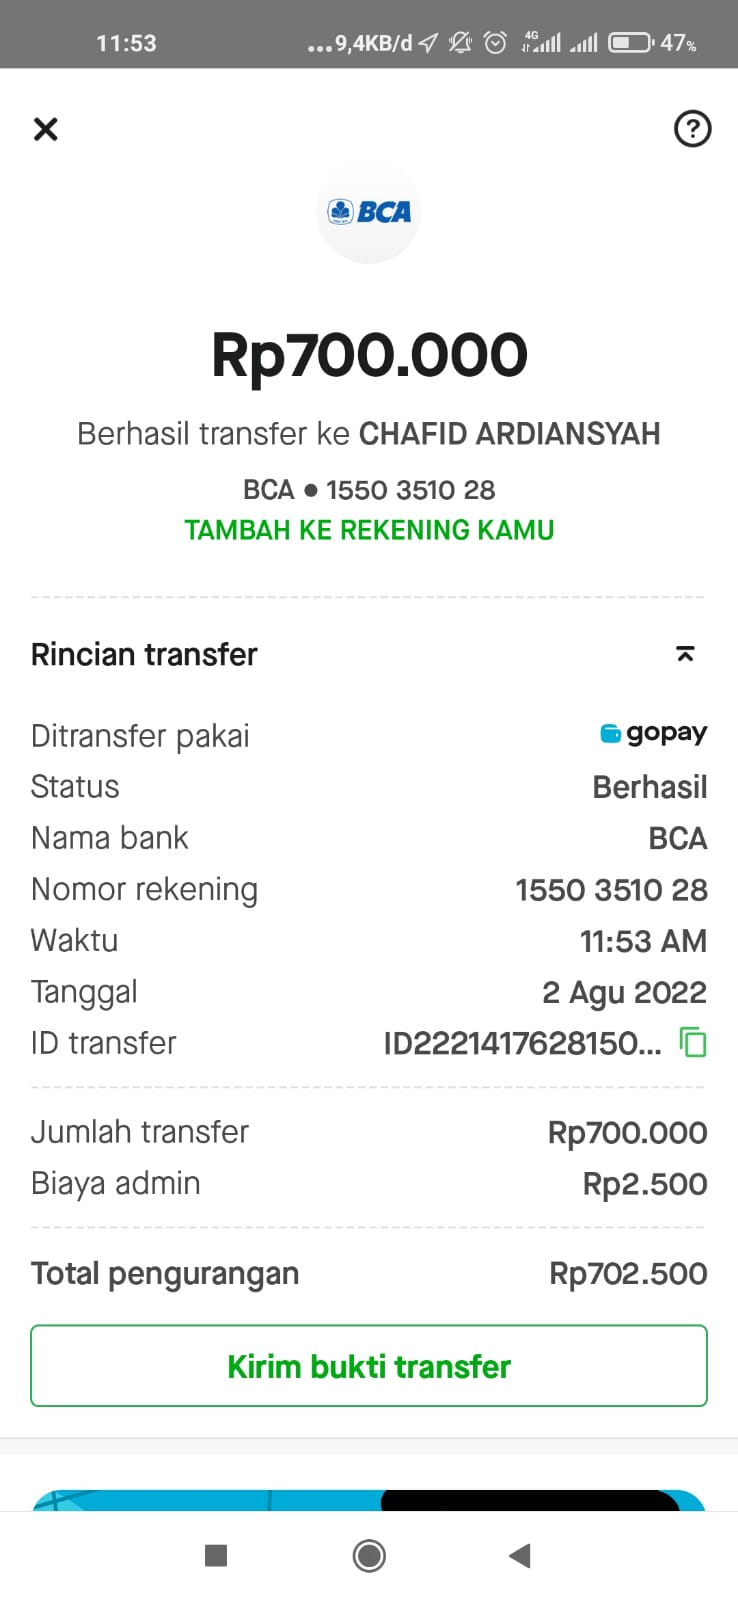 11:53
...9,4KB/d 4G 47%
BCA
Rp700.000
Berhasil transfer ke CHAFID ARDIANSYAH
BCA ● 1550 3510 28
TAMBAH KE REKENING KAMU
Rincian transfer
Ditransfer pakai gopay
Status Berhasil
Nama bank BCA
Nomor rekening 1550 3510 28
Waktu 11:53 AM
Tanggal 2 Agu 2022
ID transfer ID2221417628150...
Jumlah transfer Rp700.000
Biaya admin Rp2.500
Total pengurangan Rp702.500
Kirim bukti transfer